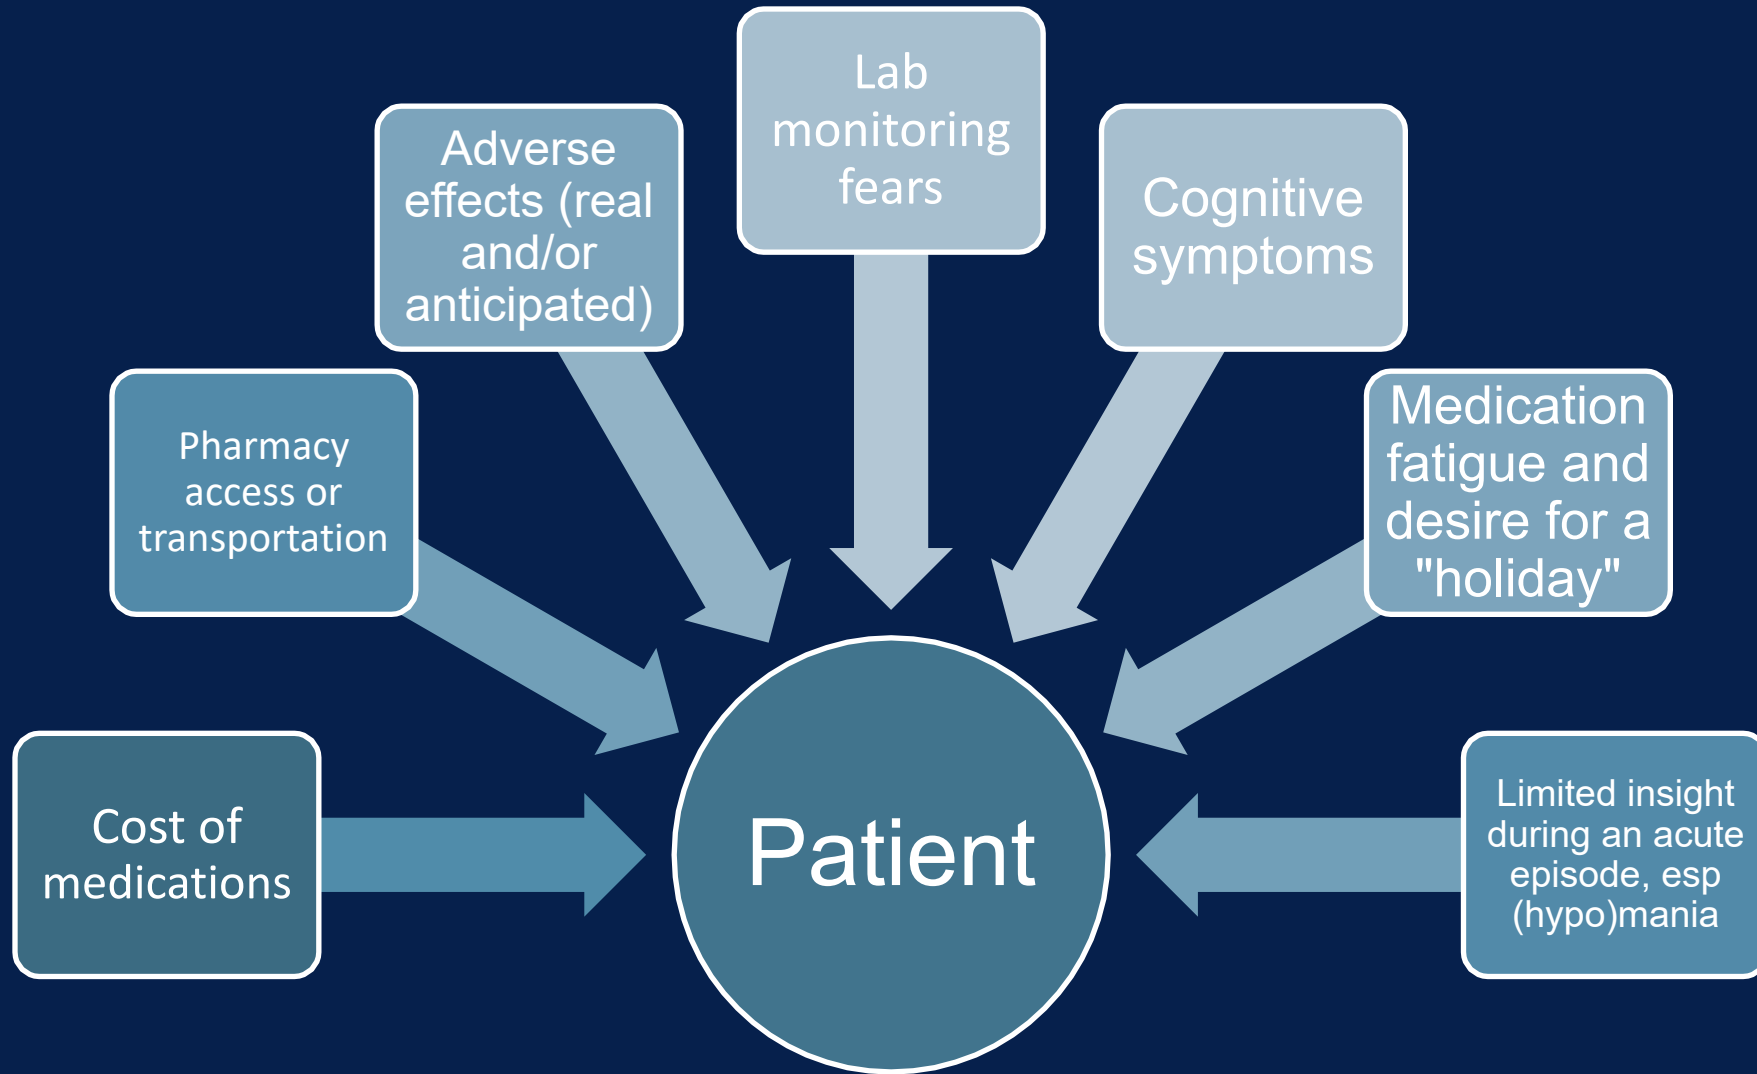 Lab
monitoring
fears
Adverse
effects (real
and/or
anticipated)
Cognitive
symptoms
Pharmacy
access or
transportation
Medication
fatigue and
desire for a
"holiday"
Cost of
medications
Patient
Limited insight
during an acute
episode, esp
(hypo)mania